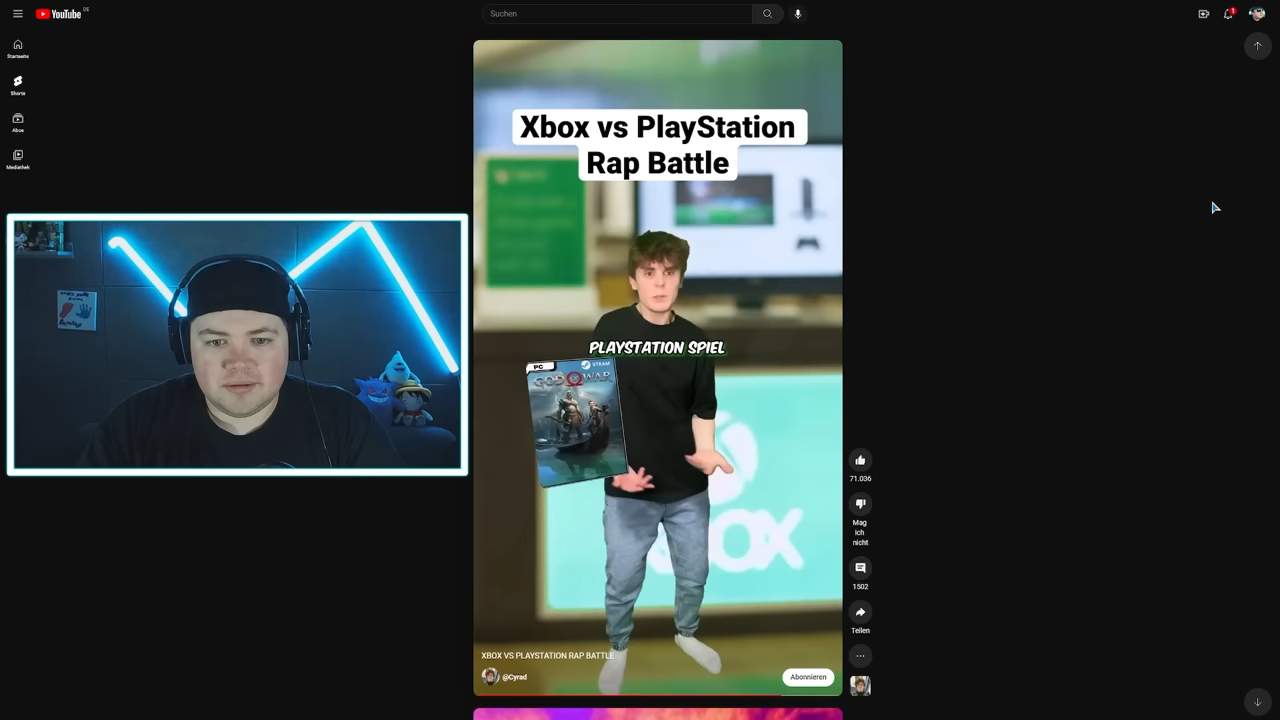 YouTube DE
Suchen
1
Startseite
Shorts
Abos
Mediathek
Xbox vs PlayStation
Rap Battle
PLAYSTATION SPIEL
PC
STEAM
GOD OF WAR
XBOX VS PLAYSTATION RAP BATTLE
@Cyrad
Abonnieren
71.036
Mag
ich
nicht
1502
Teilen